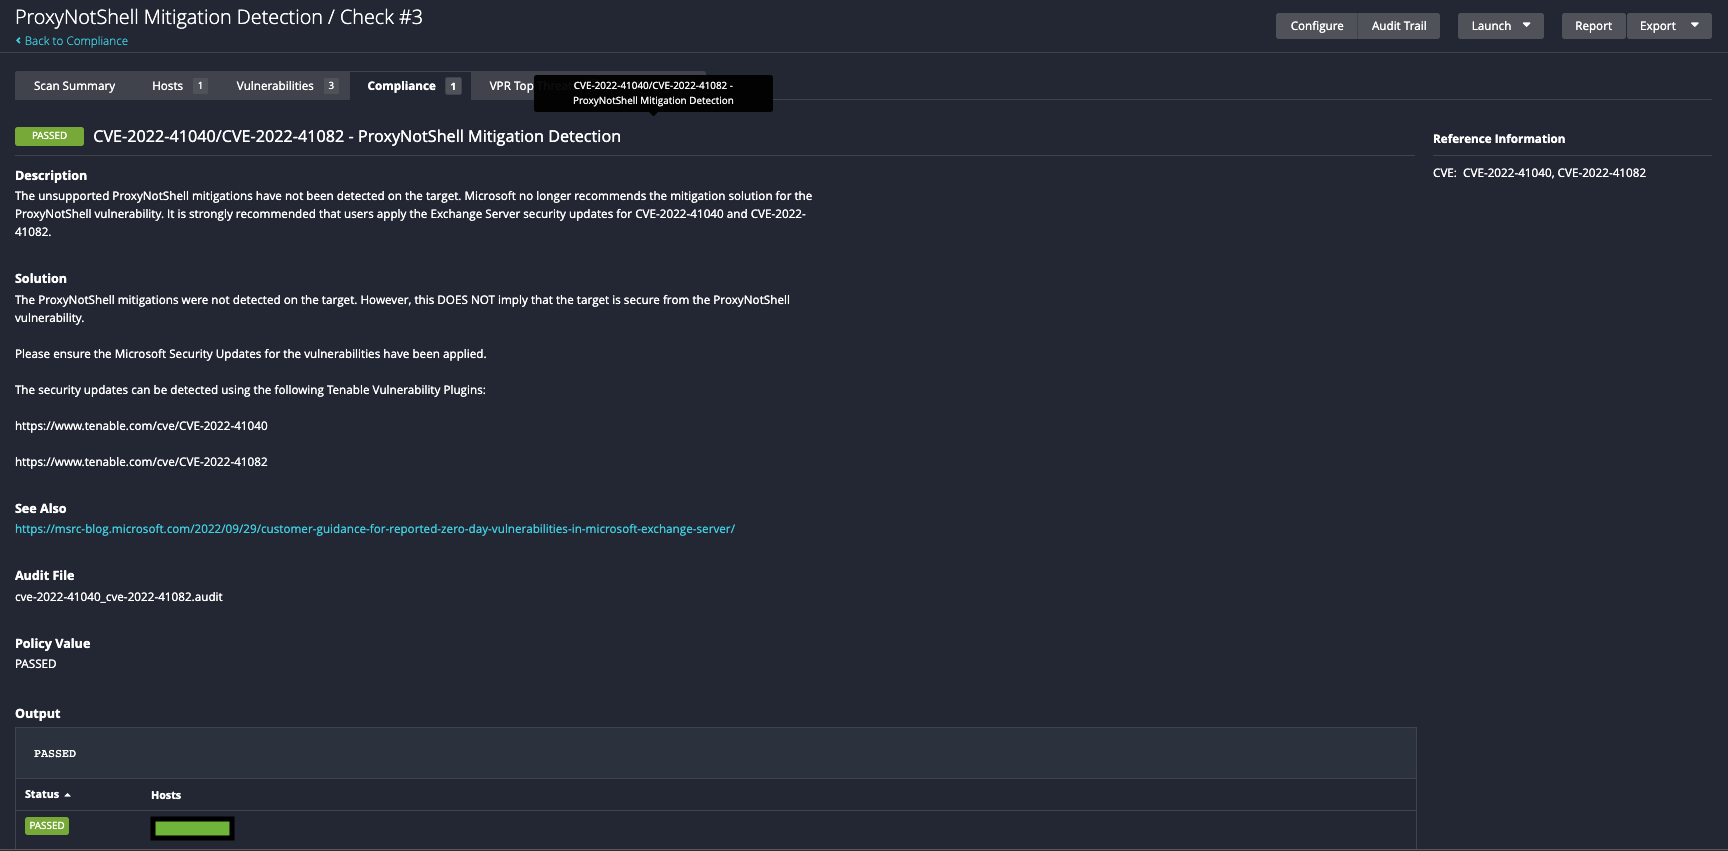 ProxyNotShell Mitigation Detection / Check #3
Back to Compliance
Configure Audit Trail Launch Report Export
Scan Summary Hosts 1 Vulnerabilities 3 Compliance 1 VPR Top
CVE-2022-41040/CVE-2022-41082 -
ProxyNotShell Mitigation Detection
PASSED CVE-2022-41040/CVE-2022-41082 - ProxyNotShell Mitigation Detection
Description
The unsupported ProxyNotShell mitigations have not been detected on the target. Microsoft no longer recommends the mitigation solution for the
ProxyNotShell vulnerability. It is strongly recommended that users apply the Exchange Server security updates for CVE-2022-41040 and CVE-2022-
41082.
Solution
The ProxyNotShell mitigations were not detected on the target. However, this DOES NOT imply that the target is secure from the ProxyNotShell
vulnerability.
Please ensure the Microsoft Security Updates for the vulnerabilities have been applied.
The security updates can be detected using the following Tenable Vulnerability Plugins:
https://www.tenable.com/cve/CVE-2022-41040
https://www.tenable.com/cve/CVE-2022-41082
See Also
https://msrc-blog.microsoft.com/2022/09/29/customer-guidance-for-reported-zero-day-vulnerabilities-in-microsoft-exchange-server/
Audit File
cve-2022-41040_cve-2022-41082.audit
Policy Value
PASSED
Output
PASSED
Status Hosts
PASSED
Reference Information
CVE: CVE-2022-41040, CVE-2022-41082